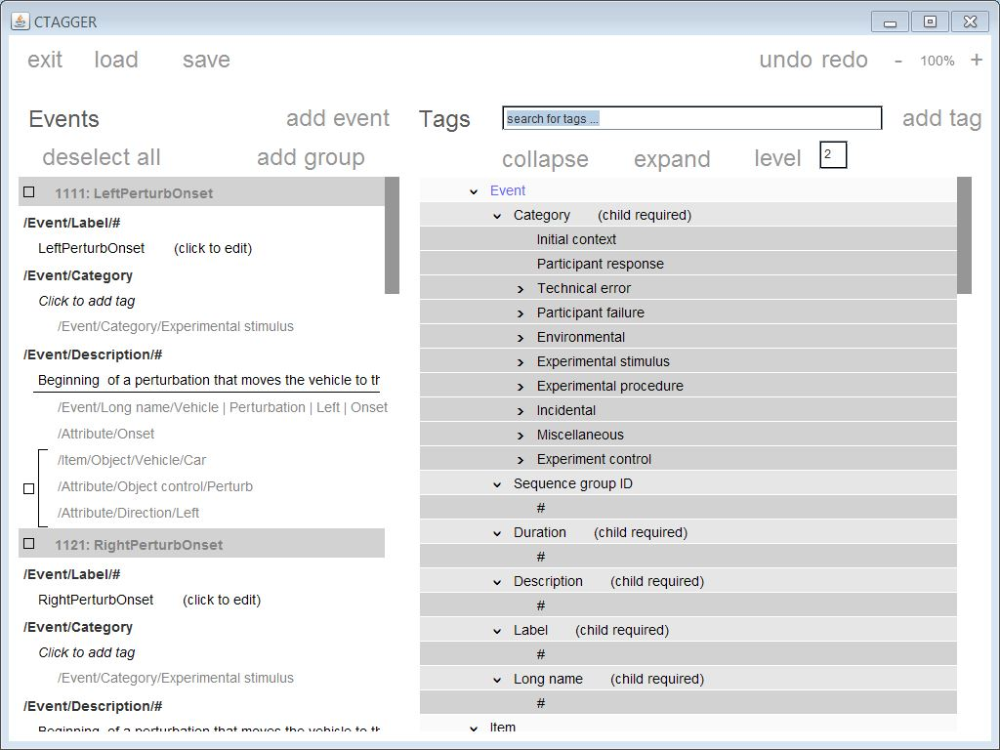 CTAGGER
exit load save undo redo - 100% +
Events add event
deselect all add group
1111: LeftPerturbOnset
/Event/Label/#
LeftPerturbOnset (click to edit)
/Event/Category
Click to add tag
/Event/Category/Experimental stimulus
/Event/Description/#
Beginning of a perturbation that moves the vehicle to th
/Event/Long name/Vehicle | Perturbation | Left | Onset
/Attribute/Onset
/Item/Object/Vehicle/Car
/Attribute/Object control/Perturb
/Attribute/Direction/Left
1121: RightPerturbOnset
/Event/Label/#
RightPerturbOnset (click to edit)
/Event/Category
Click to add tag
/Event/Category/Experimental stimulus
/Event/Description/#
Beginning of a perturbation that moves the vehicle to th
Tags search for tags ... add tag
collapse expand level 2
Event
Category (child required)
Initial context
Participant response
Technical error
Participant failure
Environmental
Experimental stimulus
Experimental procedure
Incidental
Miscellaneous
Experiment control
Sequence group ID
#
Duration (child required)
#
Description (child required)
#
Label (child required)
#
Long name (child required)
#
Item